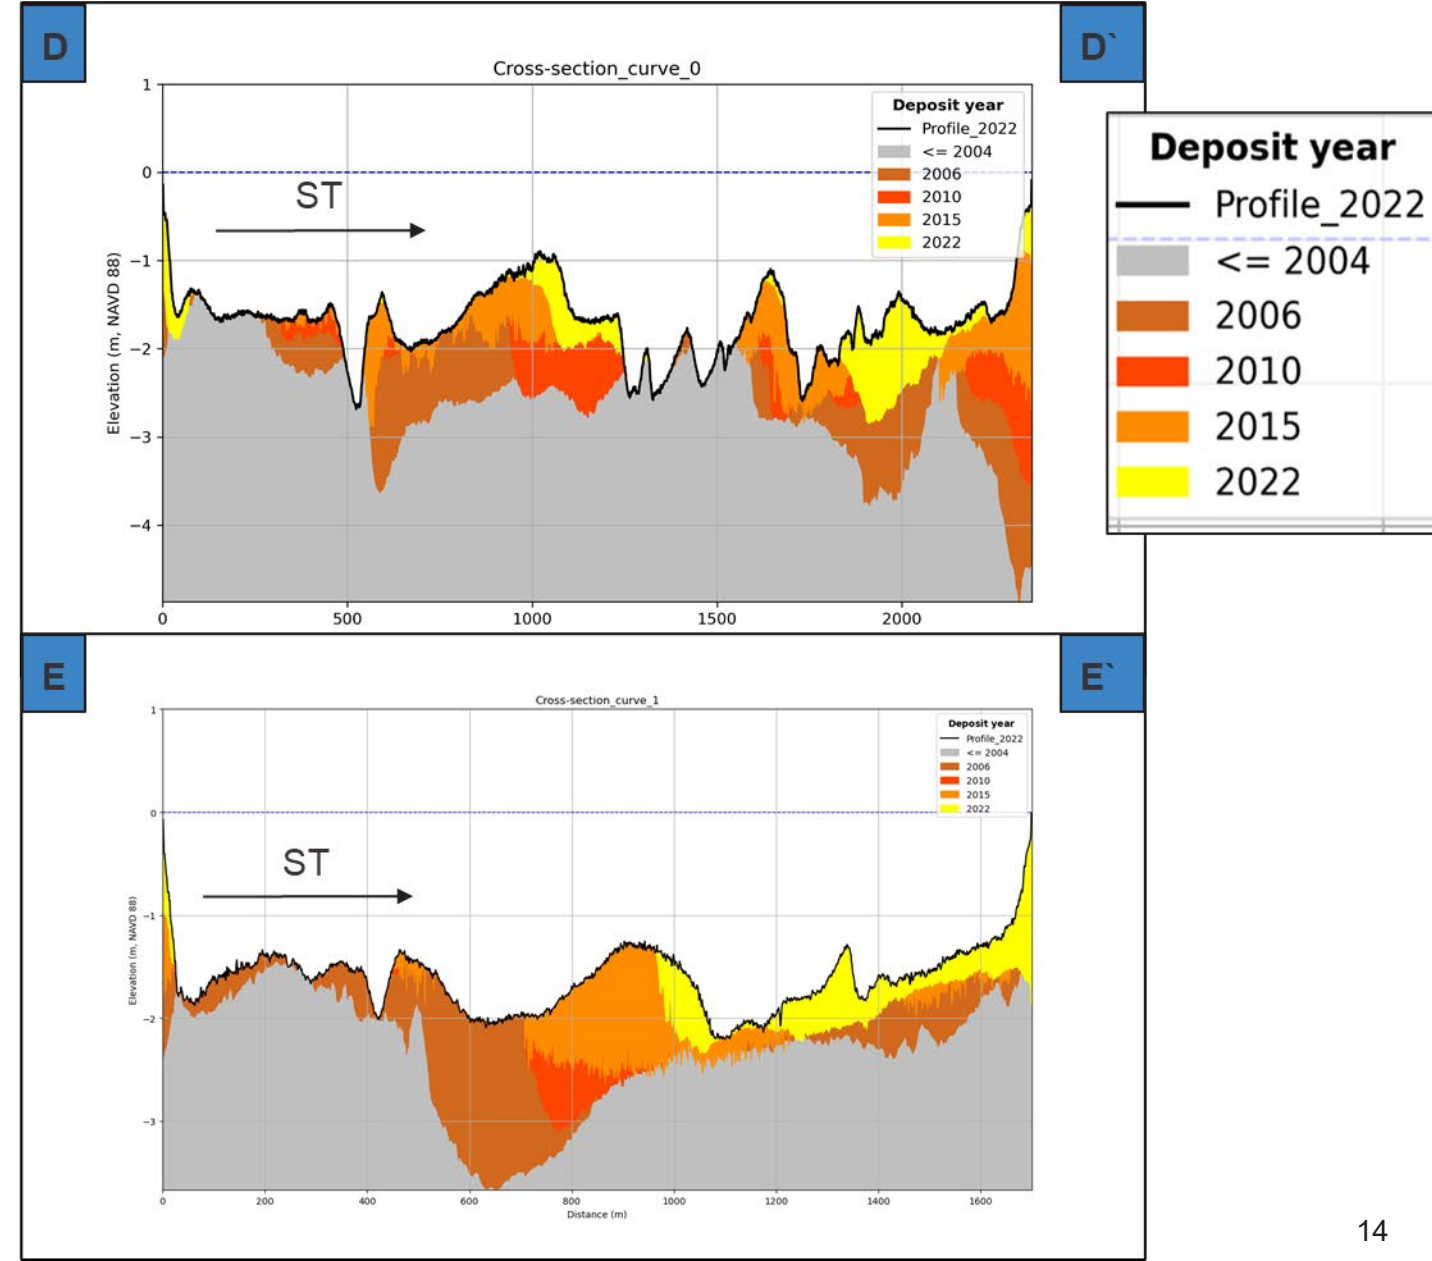 D
D`
Cross-section_curve_0
Deposit year
Profile_2022
<= 2004
2006
2010
2015
2022
ST
Elevation (m, NAVD 88)
1
0
−1
−2
−3
−4
0 500 1000 1500 2000
Deposit year
Profile_2022
<= 2004
2006
2010
2015
2022
E
E`
Cross-section_curve_1
Deposit year
Profile_2022
<= 2004
2006
2010
2015
2022
ST
Elevation (m, NAVD 88)
1
0
−1
−2
−3
0 200 400 600 800 1000 1200 1400 1600
Distance (m)
14